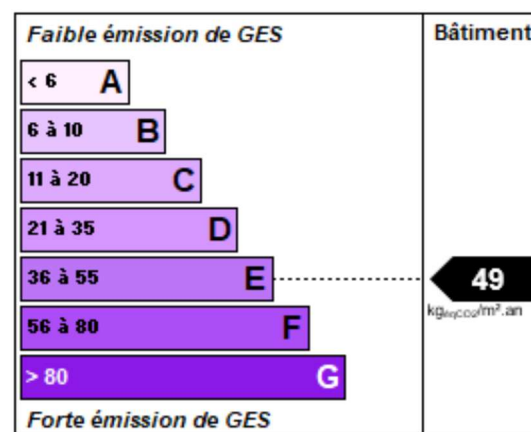 Faible émission de GES
Bâtiment
< 6 A
6 à 10 B
11 à 20 C
21 à 35 D
36 à 55 E
49
kgéqCO2/m².an
56 à 80 F
> 80 G
Forte émission de GES